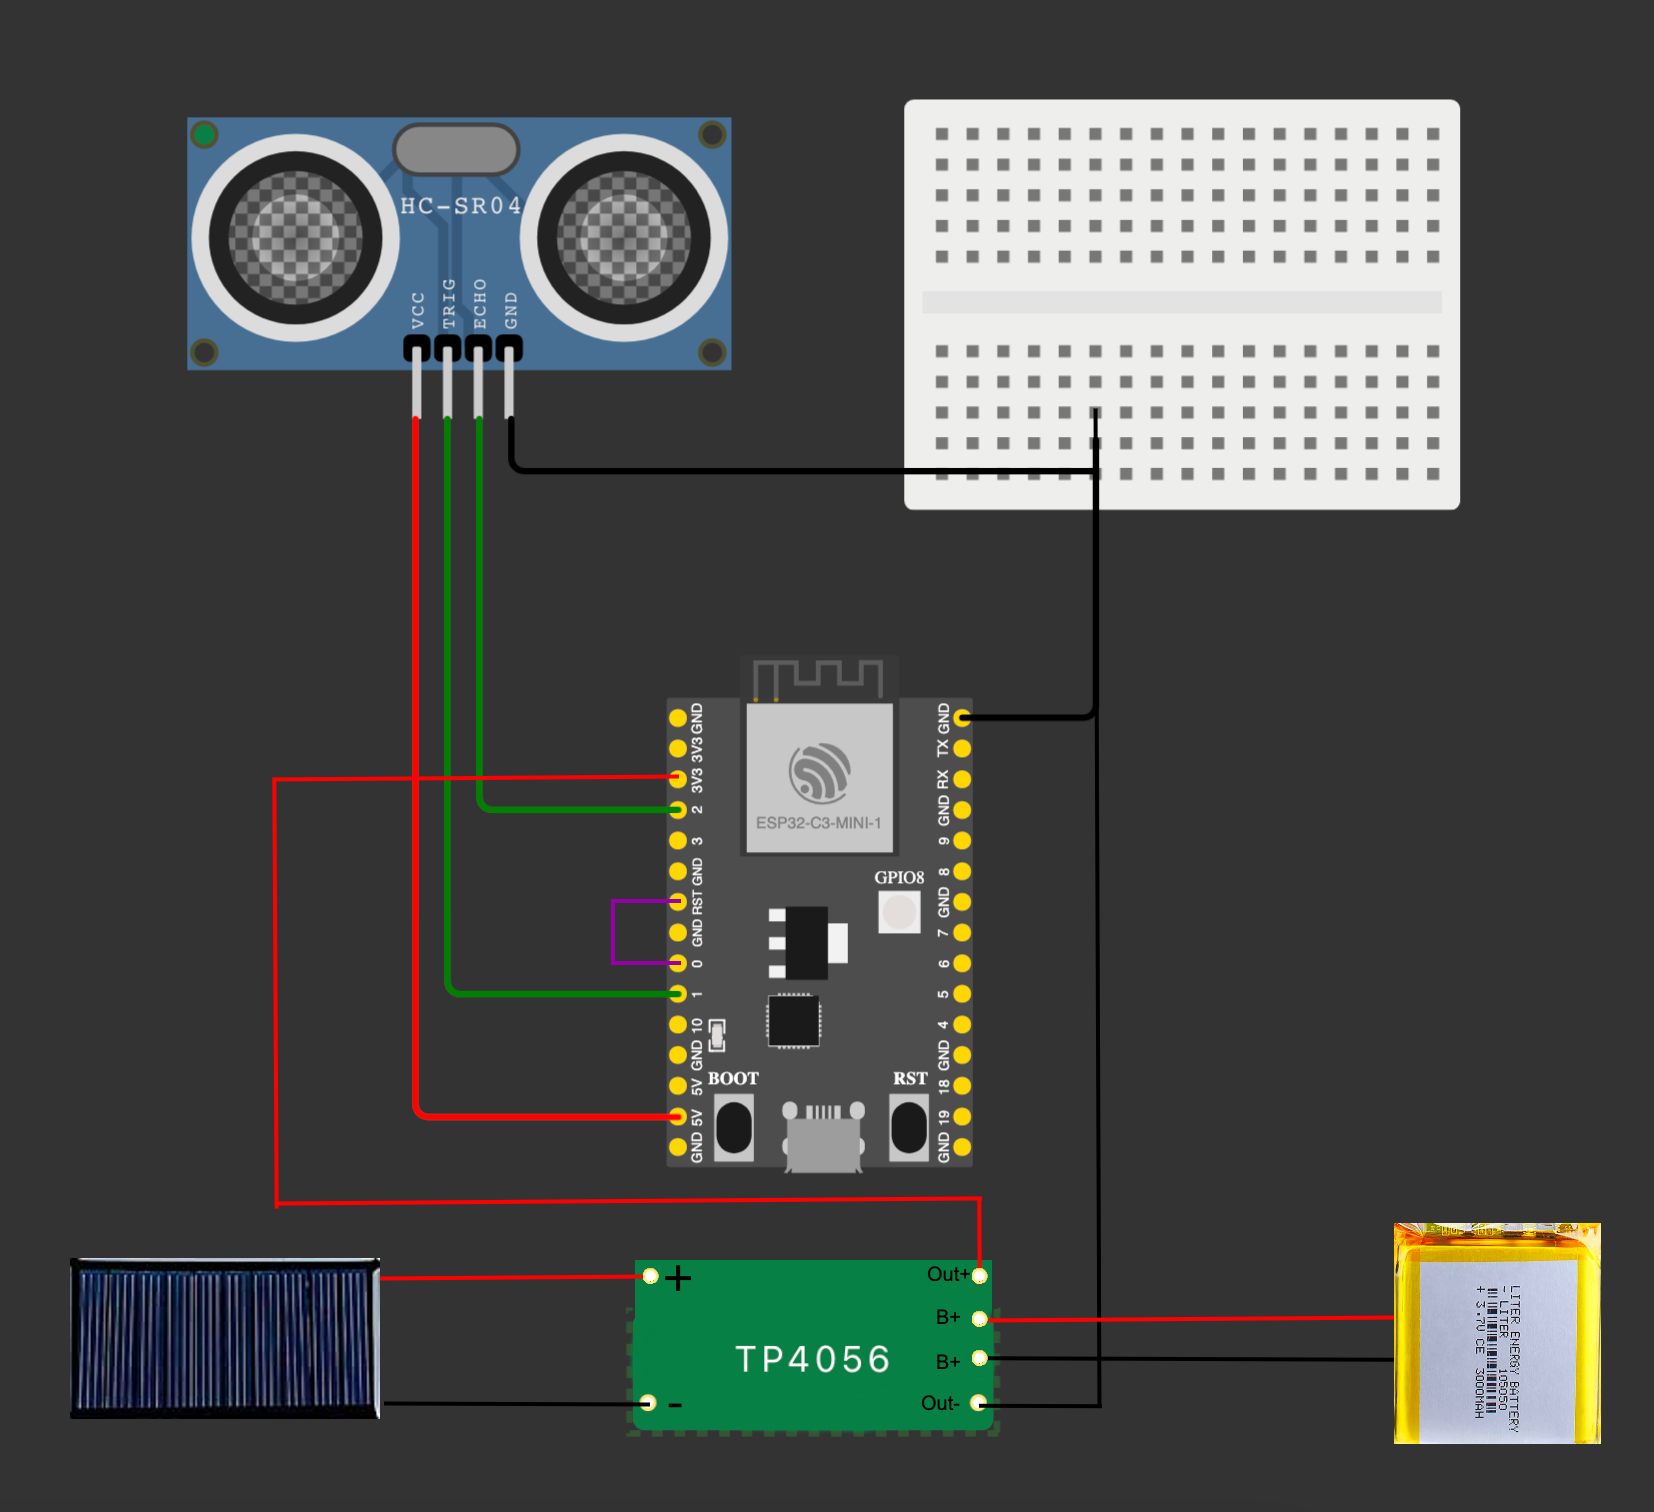 HC-SR04
VCC
TRIG
ECHO
GND
ESP32-C3-MINI-1
GND
3V3
3V3
2
3
GND
RST
GND
0
1
10
GND
5V
5V
GND
GND
TX
RX
GND
9
8
GND
7
6
5
4
GND
18
19
GND
GPIO8
BOOT
RST
+
-
TP4056
Out+
B+
B+
Out-
LITER ENERGY BATTERY
- LITER 105050
+ 3.7V CE 3000MAH